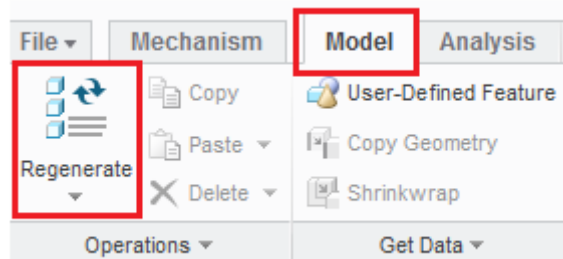 File Mechanism Model Analysis
Regenerate
Copy
Paste
Delete
Operations
User-Defined Feature
Copy Geometry
Shrinkwrap
Get Data